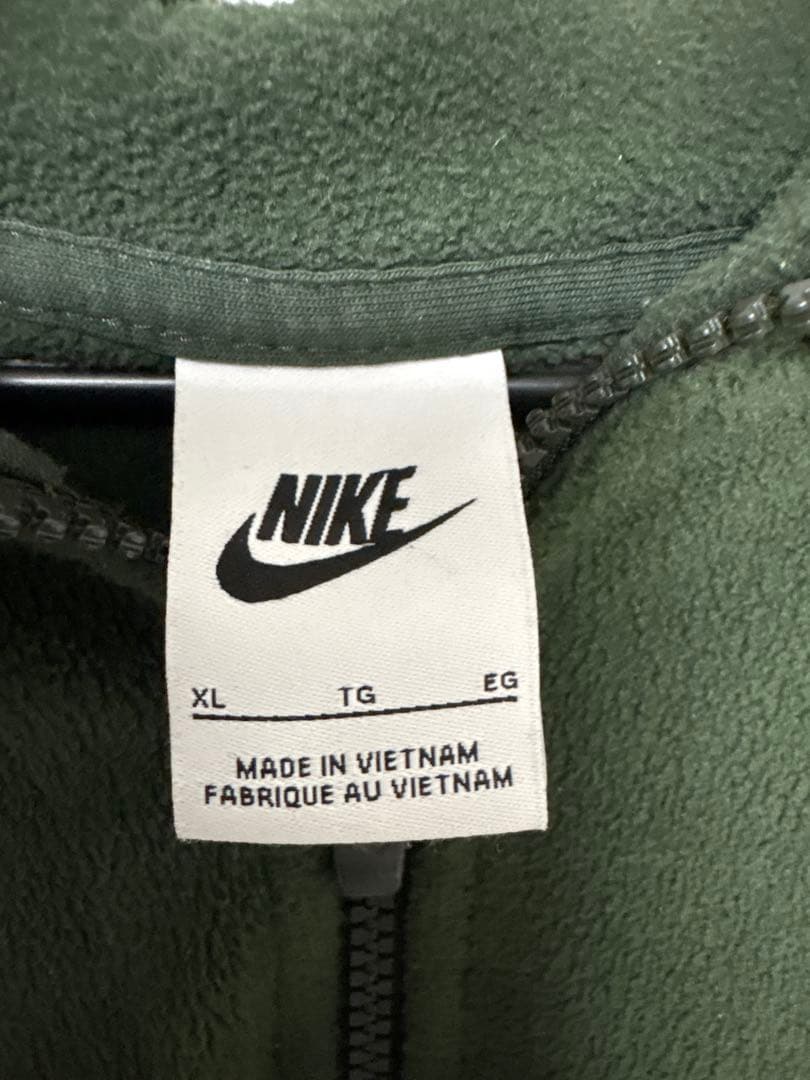 NIKE
XL TG EG
MADE IN VIETNAM
FABRIQUE AU VIETNAM